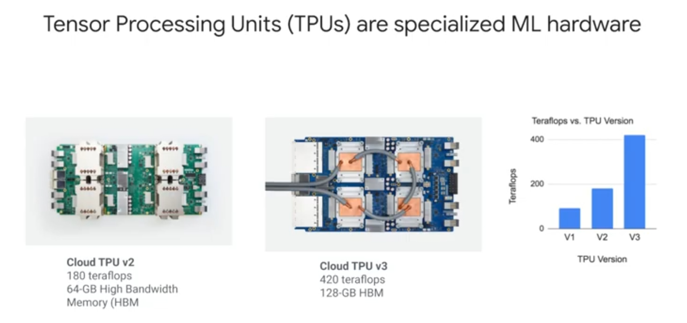 Tensor Processing Units (TPUs) are specialized ML hardware
Cloud TPU v2
180 teraflops
64-GB High Bandwidth
Memory (HBM
Cloud TPU v3
420 teraflops
128-GB HBM
Teraflops vs. TPU Version
Teraflops
400
200
0
V1
V2
V3
TPU Version